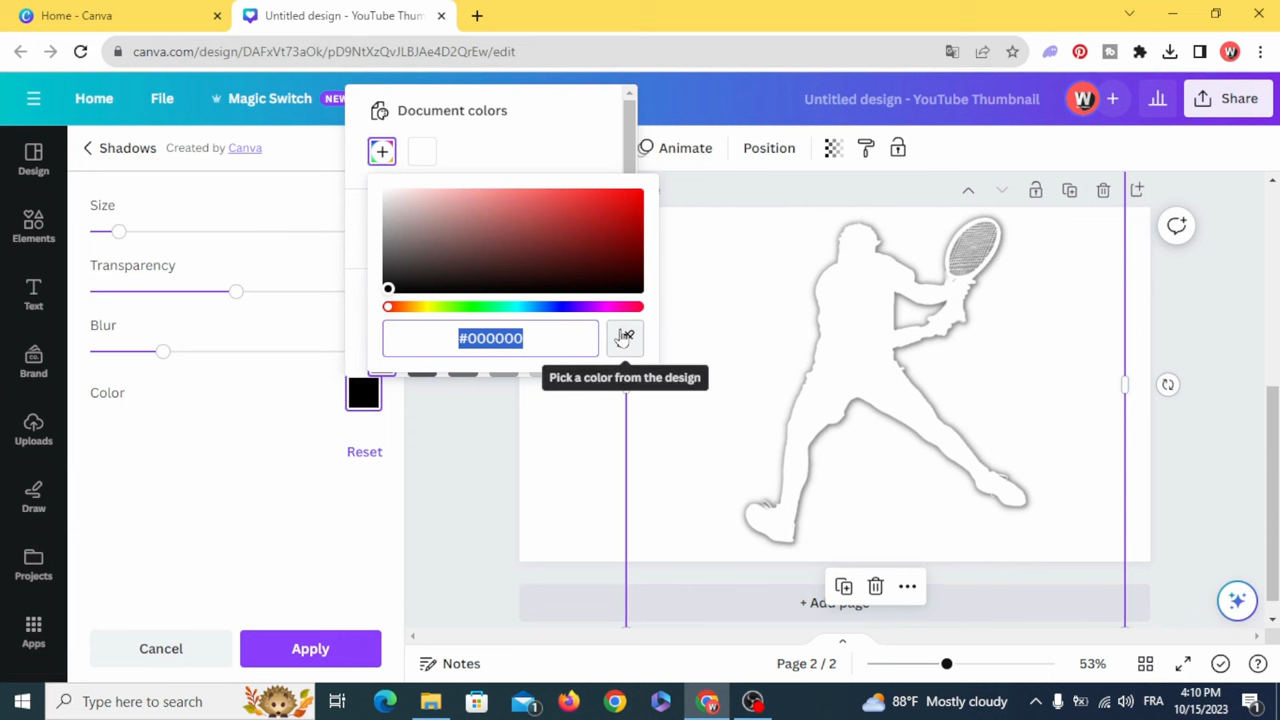 Home - Canva
Untitled design - YouTube Thum
canva.com/design/DAFxVt73aOk/pD9NtXzQvJLBJAe4D2QrEw/edit
Home
File
Magic Switch
NEW
Untitled design - YouTube Thumbnail
W
Share
Document colors
Shadows Created by Canva
Animate
Position
Design
Elements
Text
Brand
Uploads
Draw
Projects
Apps
Size
Transparency
Blur
Color
#000000
Pick a color from the design
Reset
Cancel
Apply
+ Add page
Notes
Page 2 / 2
53%
Type here to search
88°F Mostly cloudy
FRA
4:10 PM
10/15/2023